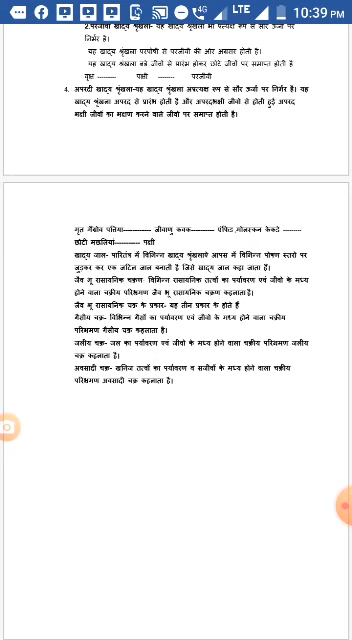 4G LTE 10:39 PM
2.परजीवी खाद्य श्रृंखला- यह खाद्य श्रृंखला भी प्रत्यक्ष रूप से सौर ऊर्जा पर
निर्भर है।
यह खाद्य श्रृंखला परपोषी से परजीवी की ओर अग्रसर होती है।
यह खाद्य श्रृंखला बड़े जीवों से प्रारंभ होकर छोटे जीवों पर समाप्त होती है
वृक्ष --------- पक्षी -------- परजीवी
4. अपरदी खाद्य श्रृंखला-यह खाद्य श्रृंखला अप्रत्यक्ष रूप से सौर ऊर्जा पर निर्भर है। यह
खाद्य श्रृंखला अपरद से प्रारंभ होती है और अपरदभक्षी जीवों से होती हुई अपरद
भक्षी जीवों का भक्षण करने वाले जीवों पर समाप्त होती है।
मृत मैंग्रोव पत्तिया------------- जीवाणु कवक----------- एंफिड ,मोलस्कन केकडे ---------
छोटी मछलियां------------ पक्षी
खाद्य जाल- पारितंत्र में विभिन्न खाद्य श्रृंखलाऐं आपस में विभिन्न पोषण स्तरो पर
जुड़कर कर एक जटिल जाल बनाती है जिसे खाद्य जाल कहा जाता हैं।
जैव भू रासायनिक चक्रण- विभिन्न रासायनिक तत्वों का पर्यावरण एवं जीवो के मध्य
होने वाला चक्रीय परिभ्रमण जैव भू रासायनिक चक्रण कहलाता है।
जैव भू रासायनिक चक्र के प्रकार- यह तीन प्रकार के होते हैं
गैसीय चक्र- विभिन्न गैसों का पर्यावरण एवं जीवों के मध्य होने वाला चक्रीय
परिभ्रमण गैसीय चक्र कहलाता है।
जलीय चक्र- जल का पर्यावरण एवं जीवों के मध्य होने वाला चक्रीय परिभ्रमण जलीय
चक्र कहलाता है।
अवसादी चक्र- खनिज तत्वों का पर्यावरण व सजीवों के मध्य होने वाला चक्रीय
परिभ्रमण अवसादी चक्र कहलाता है।